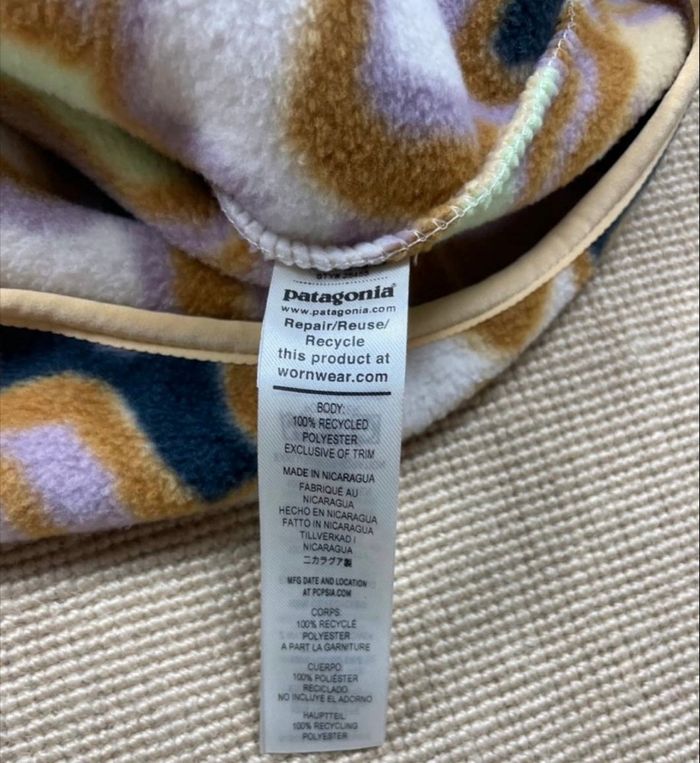 patagonia®
www.patagonia.com
Repair/Reuse/
Recycle
this product at
wornwear.com
BODY:
100% RECYCLED
POLYESTER
EXCLUSIVE OF TRIM
MADE IN NICARAGUA
FABRIQUÉ AU
NICARAGUA
HECHO EN NICARAGUA
FATTO IN NICARAGUA
TILLVERKAD I
NICARAGUA
ニカラグア製
MFG DATE AND LOCATION
AT PCPSIA.COM
CORPS:
100% RECYCLÉ
POLYESTER
A PART LA GARNITURE
CUERPO:
100% POLIÉSTER
RECICLADO
NO INCLUYE EL ADORNO
HAUPTTEIL:
100% RECYCLING
POLYESTER